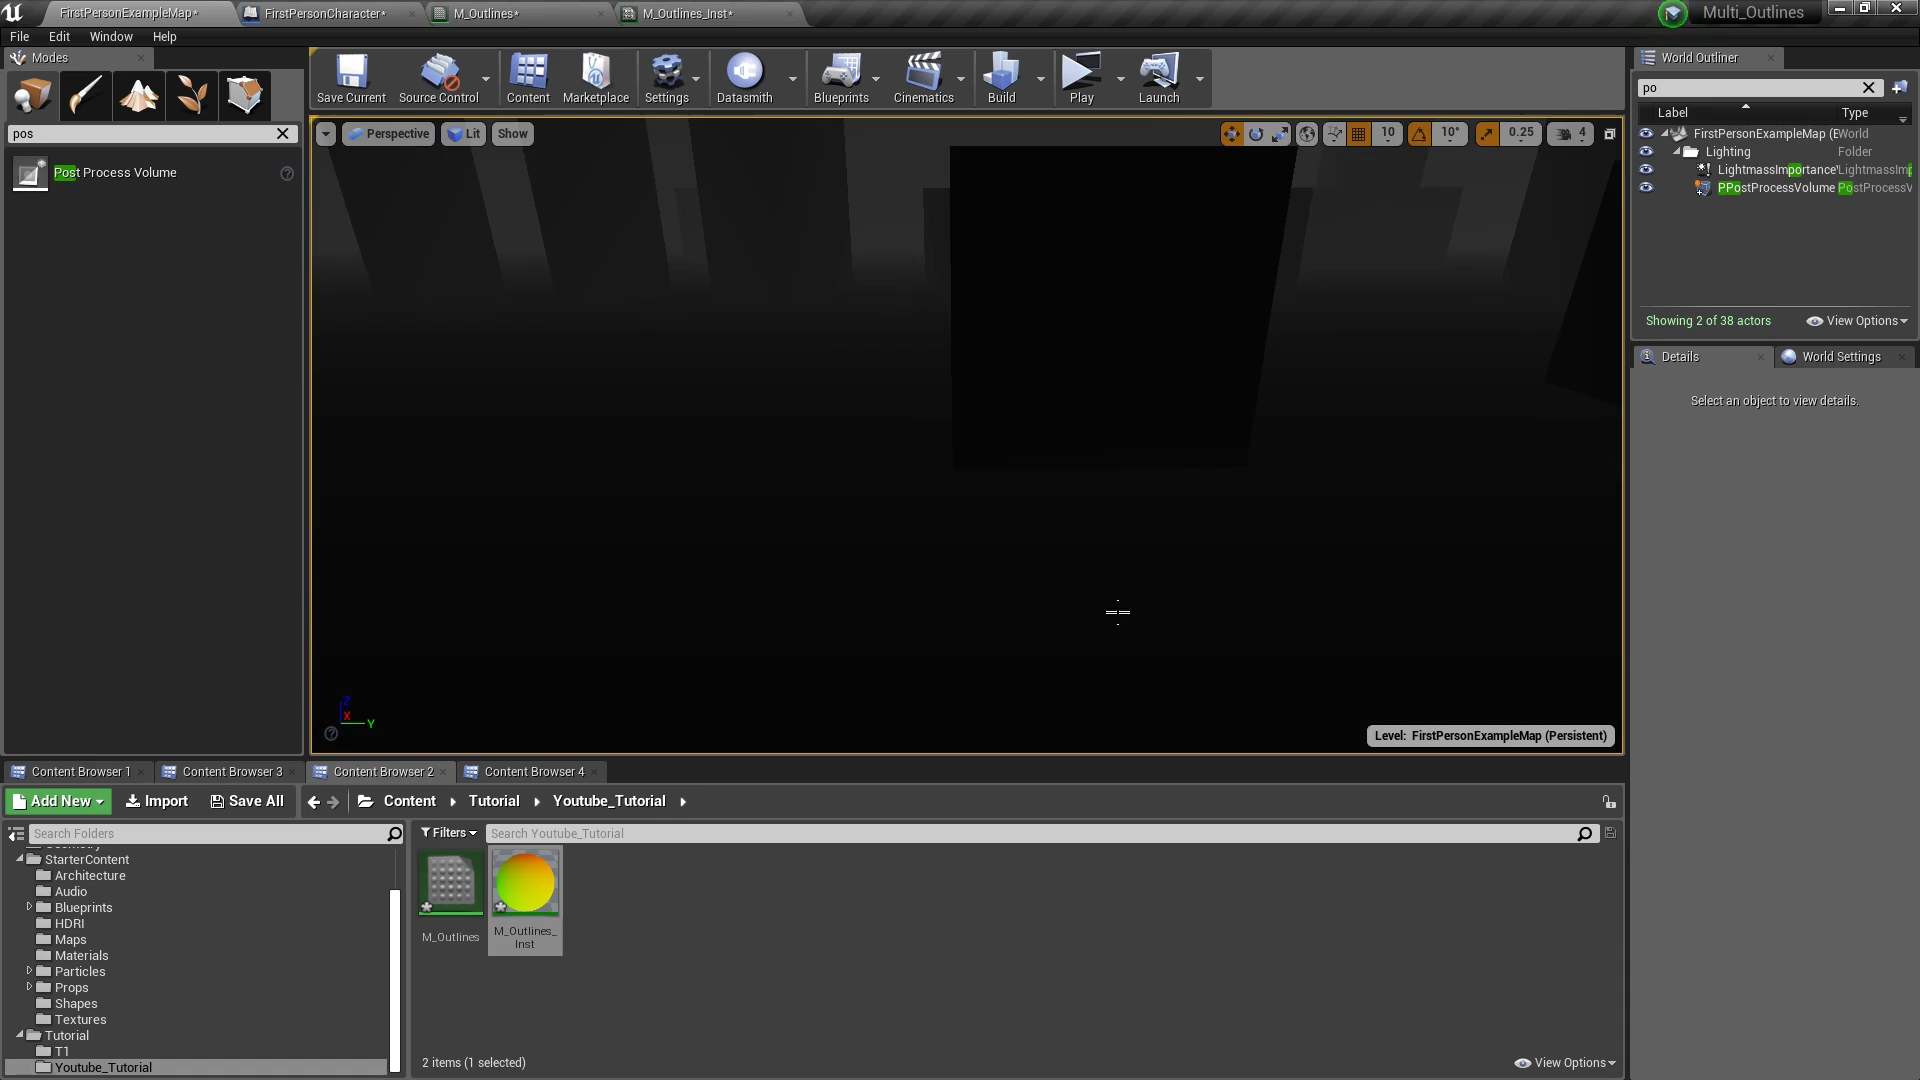 FirstPersonExampleMap*
FirstPersonCharacter*
M_Outlines*
M_Outlines_Inst*
Multi_Outlines
File
Edit
Window
Help
Modes
World Outliner
Save Current
Source Control
Content
Marketplace
Settings
Datasmith
Blueprints
Cinematics
Build
Play
Launch
pos
Post Process Volume
Perspective
Lit
Show
10
10°
0.25
4
po
Label
Type
FirstPersonExampleMap (E
World
Lighting
Folder
LightmassImportance
LightmassImp
PPostProcessVolume
PostProcessV
Showing 2 of 38 actors
View Options
Details
World Settings
Select an object to view details.
Z
X
Y
Level: FirstPersonExampleMap (Persistent)
Content Browser 1
Content Browser 3
Content Browser 2
Content Browser 4
Add New
Import
Save All
Content
Tutorial
Youtube_Tutorial
Search Folders
Filters
Search Youtube_Tutorial
Geometry
StarterContent
Architecture
Audio
Blueprints
HDRI
Maps
Materials
Particles
Props
Shapes
Textures
Tutorial
T1
Youtube_Tutorial
M_Outlines
M_Outlines_
Inst
2 items (1 selected)
View Options